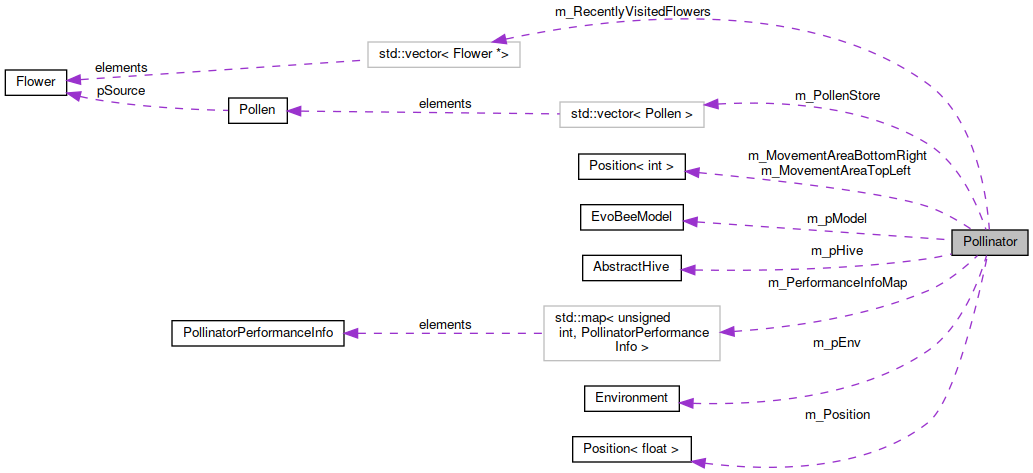 m_RecentlyVisitedFlowers
std::vector< Flower *>
elements
Flower
pSource
Pollen
elements
m_PollenStore
std::vector< Pollen >
Position< int >
m_MovementAreaBottomRight
m_MovementAreaTopLeft
EvoBeeModel
m_pModel
Pollinator
m_pHive
AbstractHive
m_PerformanceInfoMap
std::map< unsigned
int, PollinatorPerformance
Info >
elements
PollinatorPerformanceInfo
m_pEnv
Environment
m_Position
Position< float >